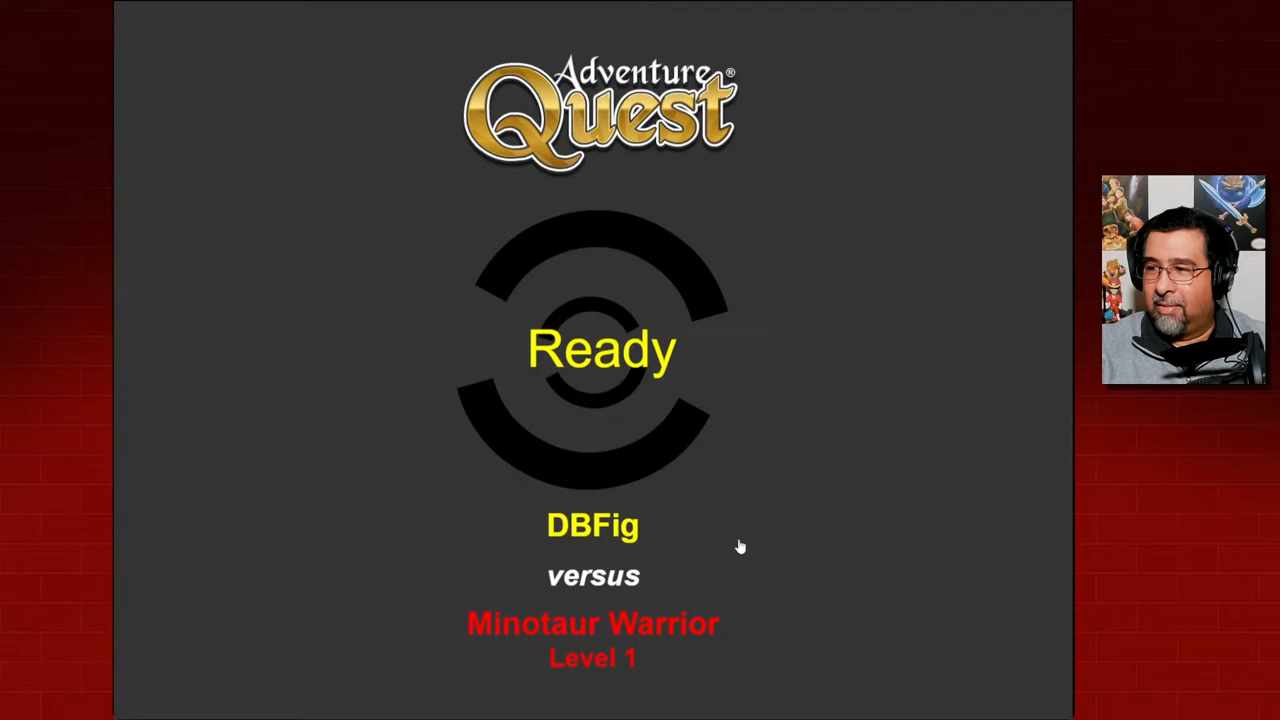 Adventure
Quest®
Ready
DBFig
versus
Minotaur Warrior
Level 1